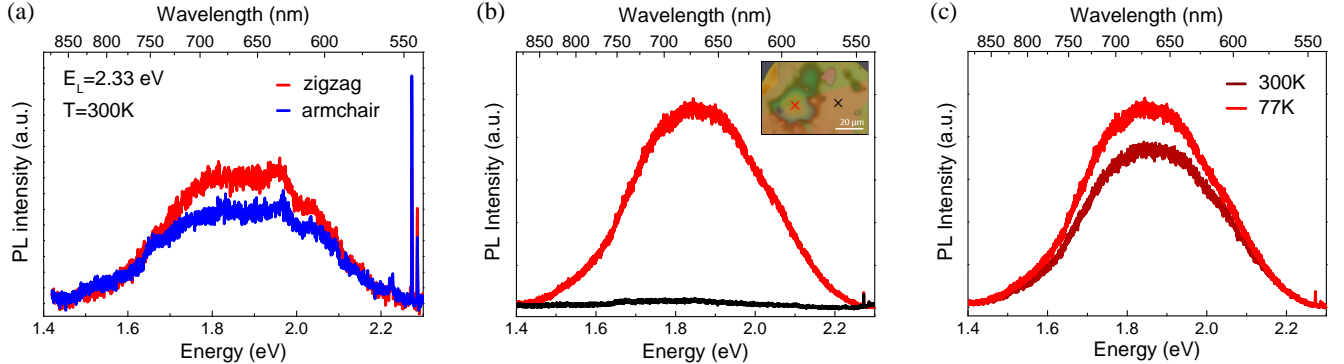 (a)
Wavelength (nm)
850 800 750 700 650 600 550
E_L=2.33 eV
T=300K
zigzag
armchair
PL intensity (a.u.)
1.4 1.6 1.8 2.0 2.2
Energy (eV)
(b)
Wavelength (nm)
850 800 750 700 650 600 550
20 μm
PL Intensity (a.u.)
1.4 1.6 1.8 2.0 2.2
Energy (eV)
(c)
Wavelength (nm)
850 800 750 700 650 600 550
300K
77K
PL Intensity (a.u.)
1.4 1.6 1.8 2.0 2.2
Energy (eV)